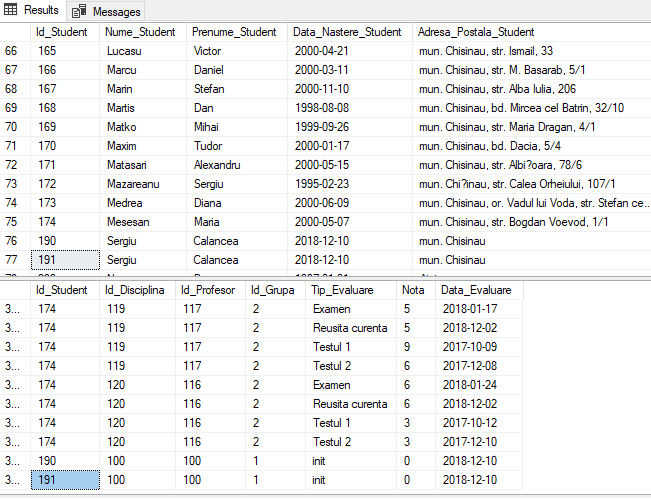 Results Messages
Id_Student Nume_Student Prenume_Student Data_Nastere_Student Adresa_Postala_Student
66 165 Lucasu Victor 2000-04-21 mun. Chisinau, str. Ismail, 33
67 166 Marcu Daniel 2000-03-11 mun. Chisinau, str. M. Basarab, 5/1
68 167 Marin Stefan 2000-11-10 mun. Chisinau, str. Alba Iulia, 206
69 168 Martis Dan 1998-08-08 mun. Chisinau, bd. Mircea cel Batrin, 32/10
70 169 Matko Mihai 1999-09-26 mun. Chisinau, str. Maria Dragan, 4/1
71 170 Maxim Tudor 2000-01-17 mun. Chisinau, bd. Dacia, 5/4
72 171 Matasari Alexandru 2000-05-15 mun. Chisinau, str. Albi?oara, 78/6
73 172 Mazareanu Sergiu 1995-02-23 mun. Chi?inau, str. Calea Orheiului, 107/1
74 173 Medrea Diana 2000-06-09 mun. Chisinau, or. Vadul lui Voda, str. Stefan ce...
75 174 Mesesan Maria 2000-05-07 mun. Chisinau, str. Bogdan Voevod, 1/1
76 190 Sergiu Calancea 2018-12-10 mun. Chisinau
77 191 Sergiu Calancea 2018-12-10 mun. Chisinau
Id_Student Id_Disciplina Id_Profesor Id_Grupa Tip_Evaluare Nota Data_Evaluare
3... 174 119 117 2 Examen 5 2018-01-17
3... 174 119 117 2 Reusita curenta 5 2018-12-02
3... 174 119 117 2 Testul 1 9 2017-10-09
3... 174 119 117 2 Testul 2 6 2017-12-08
3... 174 120 116 2 Examen 6 2018-01-24
3... 174 120 116 2 Reusita curenta 6 2018-12-02
3... 174 120 116 2 Testul 1 3 2017-10-12
3... 174 120 116 2 Testul 2 3 2017-12-10
3... 190 100 100 1 init 0 2018-12-10
3... 191 100 100 1 init 0 2018-12-10